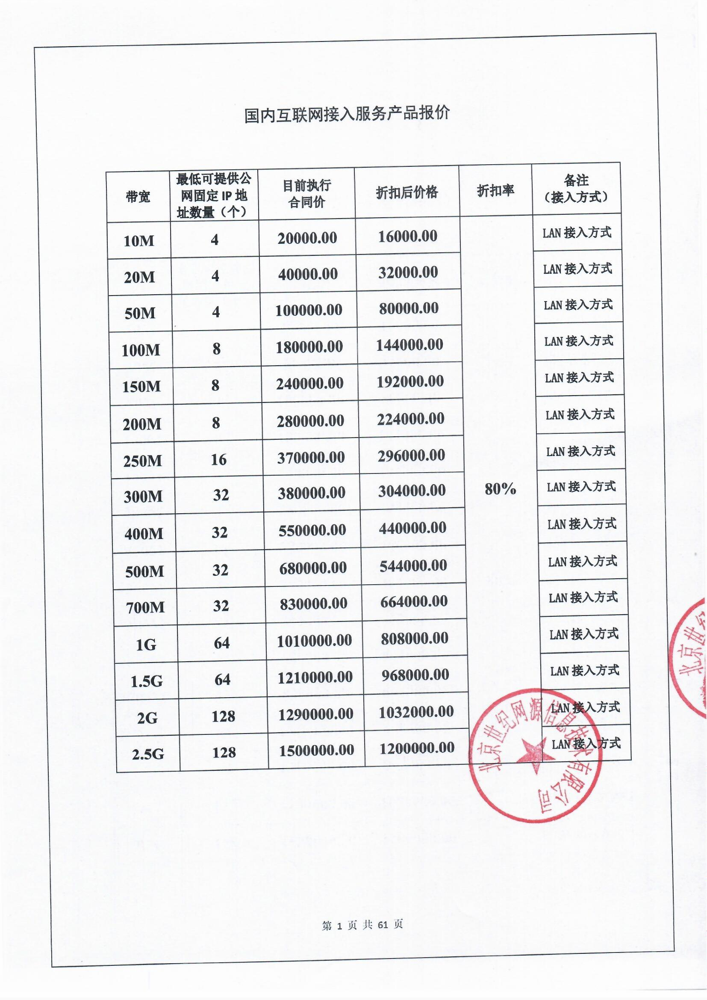 国内互联网接入服务产品报价
带宽 最低可提供公网固定 IP 地址数量（个） 目前执行合同价 折扣后价格 折扣率 备注（接入方式）
10M 4 20000.00 16000.00 LAN 接入方式
20M 4 40000.00 32000.00 LAN 接入方式
50M 4 100000.00 80000.00 LAN 接入方式
100M 8 180000.00 144000.00 LAN 接入方式
150M 8 240000.00 192000.00 LAN 接入方式
200M 8 280000.00 224000.00 LAN 接入方式
250M 16 370000.00 296000.00 LAN 接入方式
300M 32 380000.00 304000.00 80% LAN 接入方式
400M 32 550000.00 440000.00 LAN 接入方式
500M 32 680000.00 544000.00 LAN 接入方式
700M 32 830000.00 664000.00 LAN 接入方式
1G 64 1010000.00 808000.00 LAN 接入方式
1.5G 64 1210000.00 968000.00 LAN 接入方式
2G 128 1290000.00 1032000.00 LAN 接入方式
2.5G 128 1500000.00 1200000.00 LAN 接入方式
北京世纪网源信息技术有限公司
北京世纪
第 1 页 共 61 页